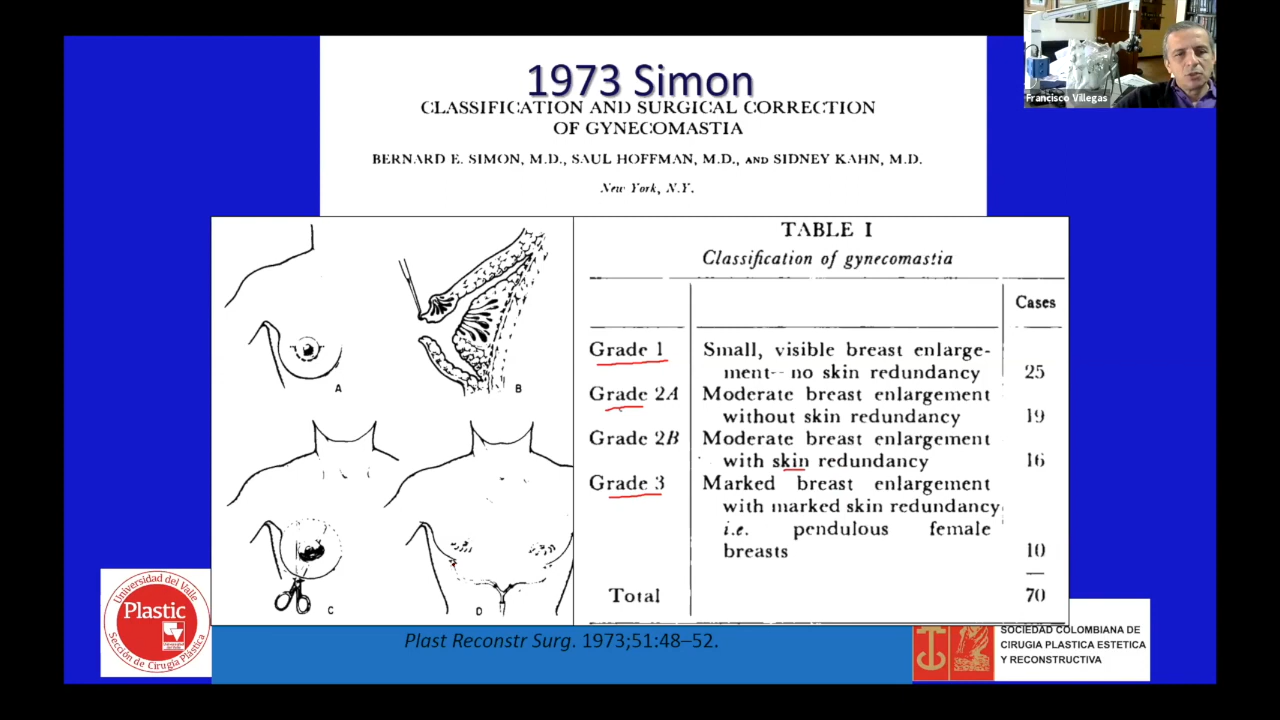 1973 Simon
CLASSIFICATION AND SURGICAL CORRECTION
OF GYNECOMASTIA
BERNARD E. SIMON, M.D., SAUL HOFFMAN, M.D., AND SIDNEY KAHN, M.D.
New York, N.Y.
Francisco Villegas
A
B
C
D
TABLE I
Classification of gynecomastia
Cases
Grade 1 Small, visible breast enlarge-
ment-- no skin redundancy 25
Grade 2A Moderate breast enlargement
without skin redundancy 19
Grade 2B Moderate breast enlargement
with skin redundancy 16
Grade 3 Marked breast enlargement
with marked skin redundancy
i.e. pendulous female
breasts 10
Total 70
Universidad del Valle
Plastic
Sección de Cirugía Plástica
Plast Reconstr Surg. 1973;51:48–52.
SOCIEDAD COLOMBIANA DE
CIRUGIA PLASTICA ESTETICA
Y RECONSTRUCTIVA